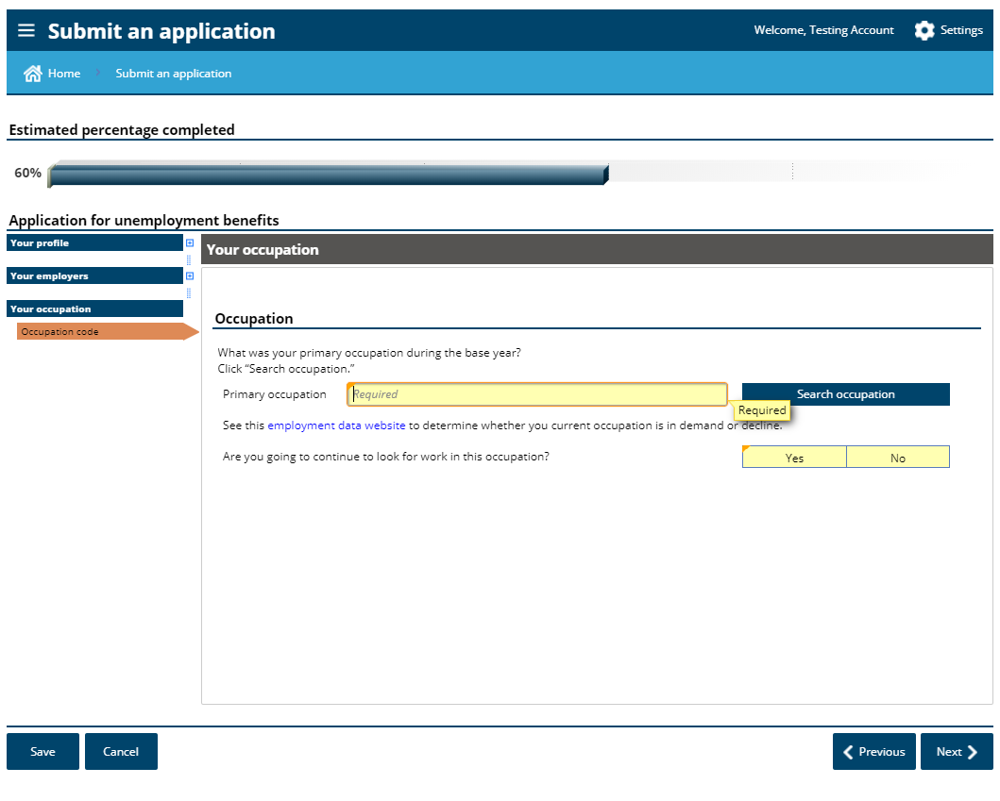 Submit an application
Welcome, Testing Account
Settings
Home
Submit an application
Estimated percentage completed
60%
Application for unemployment benefits
Your profile
Your employers
Your occupation
Occupation code
Your occupation
Occupation
What was your primary occupation during the base year?
Click “Search occupation.”
Primary occupation
Required
Search occupation
Required
See this employment data website to determine whether you current occupation is in demand or decline.
Are you going to continue to look for work in this occupation?
Yes
No
Save
Cancel
Previous
Next